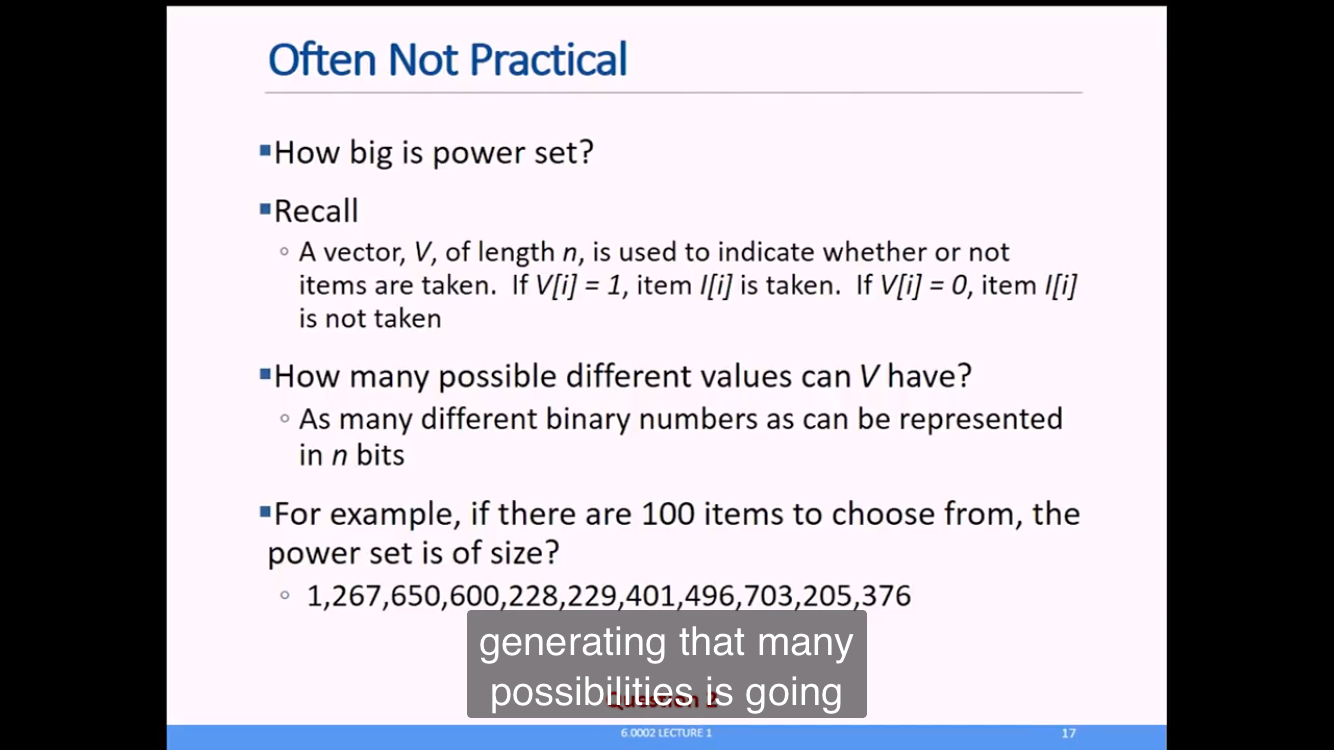 Often Not Practical
▪How big is power set?
▪Recall
◦ A vector, V, of length n, is used to indicate whether or not
items are taken. If V[i] = 1, item I[i] is taken. If V[i] = 0, item I[i]
is not taken
▪How many possible different values can V have?
◦ As many different binary numbers as can be represented
in n bits
▪For example, if there are 100 items to choose from, the
power set is of size?
◦ 1,267,650,600,228,229,401,496,703,205,376
generating that many
possibilities is going
Question 2
6.0002 LECTURE 1
17